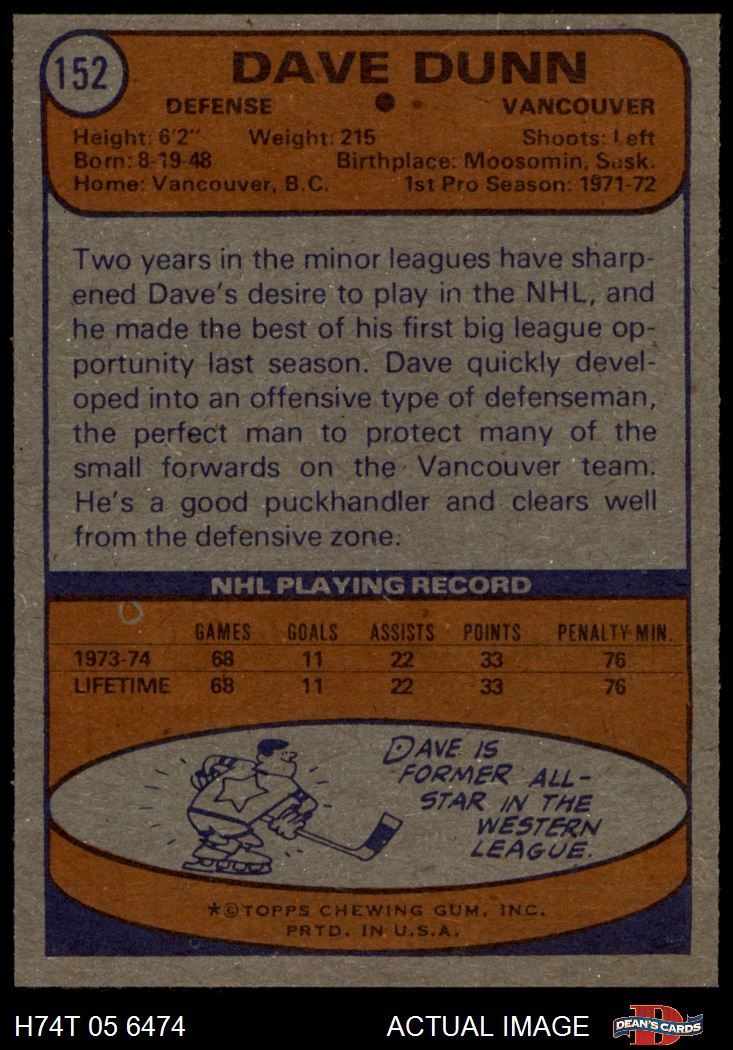 152
DAVE DUNN
DEFENSE VANCOUVER
Height: 6'2" Weight: 215 Shoots: Left
Born: 8-19-48 Birthplace: Moosomin, Sask.
Home: Vancouver, B.C. 1st Pro Season: 1971-72
Two years in the minor leagues have sharp-
ened Dave's desire to play in the NHL, and
he made the best of his first big league op-
portunity last season. Dave quickly devel-
oped into an offensive type of defenseman,
the perfect man to protect many of the
small forwards on the Vancouver team.
He's a good puckhandler and clears well
from the defensive zone.
NHL PLAYING RECORD
GAMES GOALS ASSISTS POINTS PENALTY MIN.
1973-74 68 11 22 33 76
LIFETIME 68 11 22 33 76
DAVE IS
FORMER ALL-
STAR IN THE
WESTERN
LEAGUE.
*©TOPPS CHEWING GUM, INC.
PRTD. IN U.S.A.
H74T 05 6474 ACTUAL IMAGE D DEAN'S CARDS